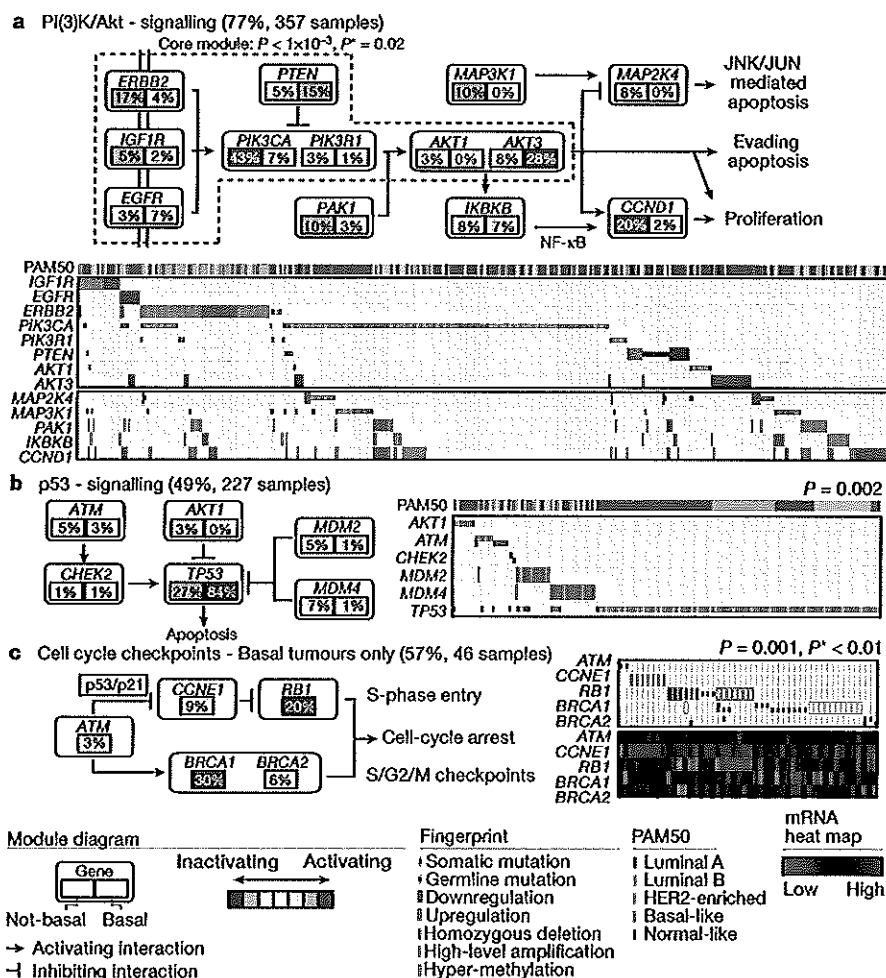 a PI(3)K/Akt - signalling (77%, 357 samples)
Core module: P < 1×10⁻³, P* = 0.02
ERBB2
17% 4%
PTEN
5% 15%
MAP3K1
10% 0%
MAP2K4
8% 0%
JNK/JUN
mediated
apoptosis
IGF1R
5% 2%
PIK3CA PIK3R1
43% 7% 3% 1%
AKT1 AKT3
3% 0% 8% 28%
Evading
apoptosis
EGFR
3% 7%
PAK1
10% 3%
IKBKB
8% 7%
NF-κB
CCND1
20% 2%
Proliferation
PAM50
IGF1R
EGFR
ERBB2
PIK3CA
PIK3R1
PTEN
AKT1
AKT3
MAP2K4
MAP3K1
PAK1
IKBKB
CCND1
b p53 - signalling (49%, 227 samples)
P = 0.002
ATM
5% 3%
AKT1
3% 0%
MDM2
5% 1%
CHEK2
1% 1%
TP53
27% 84%
MDM4
7% 1%
Apoptosis
PAM50
AKT1
ATM
CHEK2
MDM2
MDM4
TP53
c Cell cycle checkpoints - Basal tumours only (57%, 46 samples)
P = 0.001, P* < 0.01
p53/p21
CCNE1
9%
RB1
20%
S-phase entry
ATM
3%
Cell-cycle arrest
BRCA1 BRCA2
30% 6%
S/G2/M checkpoints
ATM
CCNE1
RB1
BRCA1
BRCA2
ATM
CCNE1
RB1
BRCA1
BRCA2
Module diagram
Gene
Not-basal Basal
Inactivating Activating
Activating interaction
Inhibiting interaction
Fingerprint
Somatic mutation
Germline mutation
Downregulation
Upregulation
Homozygous deletion
High-level amplification
Hyper-methylation
PAM50
Luminal A
Luminal B
HER2-enriched
Basal-like
Normal-like
mRNA
heat map
Low High